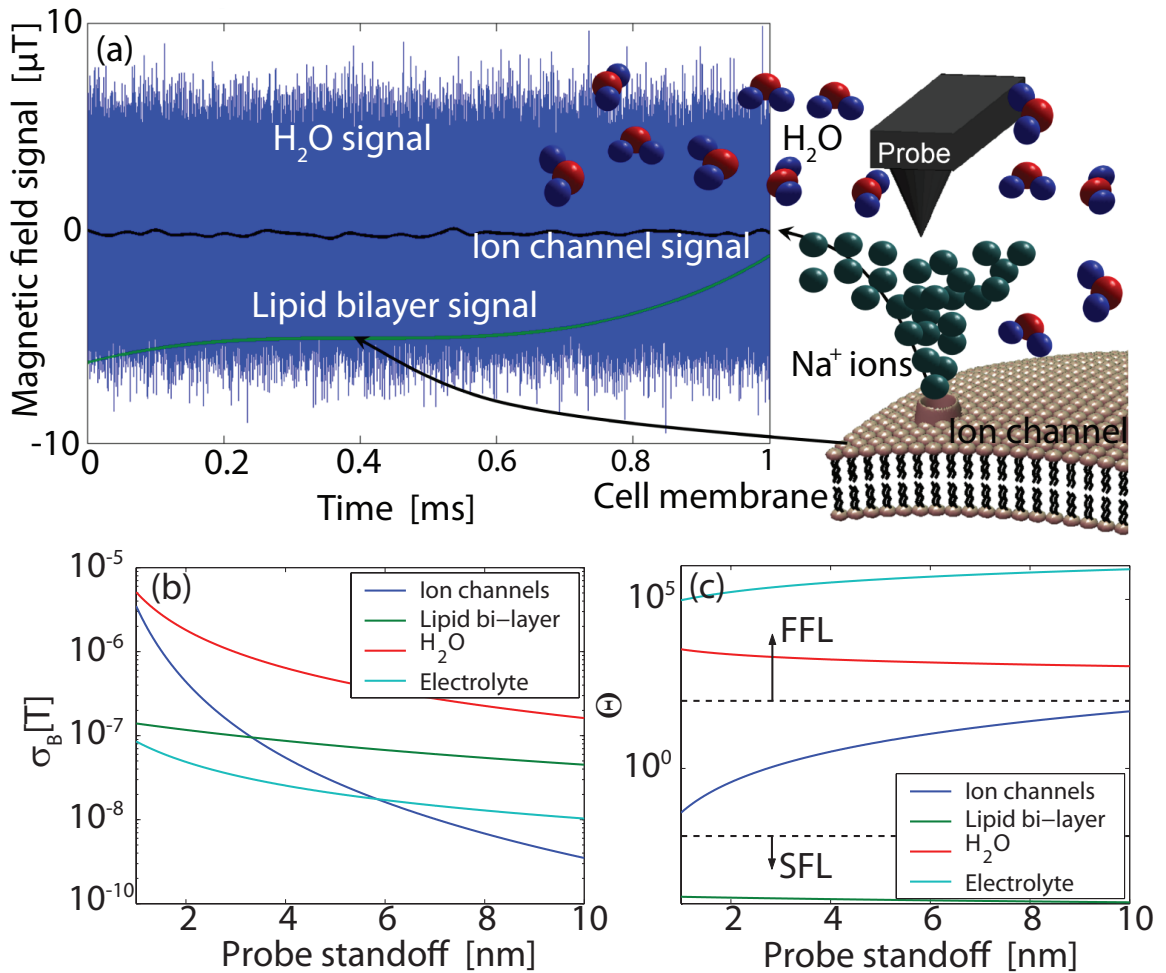 (a)
Magnetic field signal [µT]
10
0
-10
H₂O signal
Ion channel signal
Lipid bilayer signal
0
0.2
0.4
0.6
0.8
1
Time [ms]
H₂O
Probe
Na⁺ ions
Ion channel
Cell membrane
(b)
σ_B[T]
10⁻⁵
10⁻⁶
10⁻⁷
10⁻⁸
10⁻¹⁰
Ion channels
Lipid bi−layer
H₂O
Electrolyte
2
4
6
8
10
Probe standoff [nm]
(c)
Θ
10⁵
10⁰
FFL
SFL
Ion channels
Lipid bi−layer
H₂O
Electrolyte
2
4
6
8
10
Probe standoff [nm]